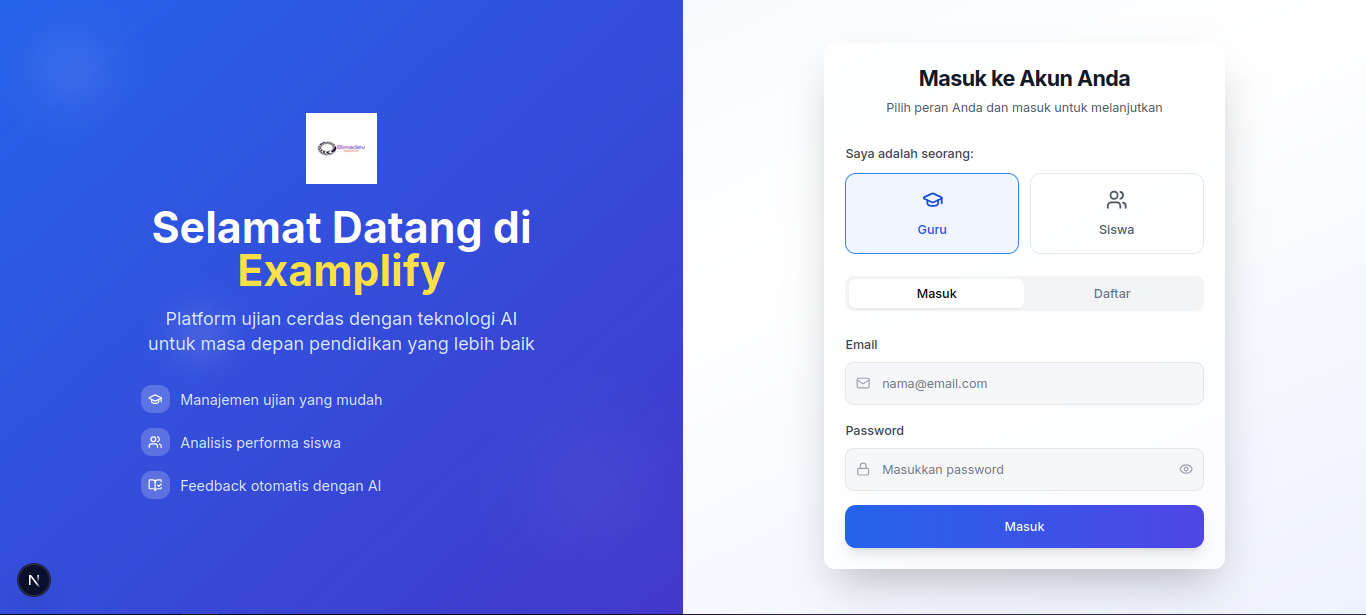 Bimadev
Selamat Datang di
Examplify
Platform ujian cerdas dengan teknologi AI
untuk masa depan pendidikan yang lebih baik
Manajemen ujian yang mudah
Analisis performa siswa
Feedback otomatis dengan AI
N
Masuk ke Akun Anda
Pilih peran Anda dan masuk untuk melanjutkan
Saya adalah seorang:
Guru
Siswa
Masuk
Daftar
Email
nama@email.com
Password
Masukkan password
Masuk